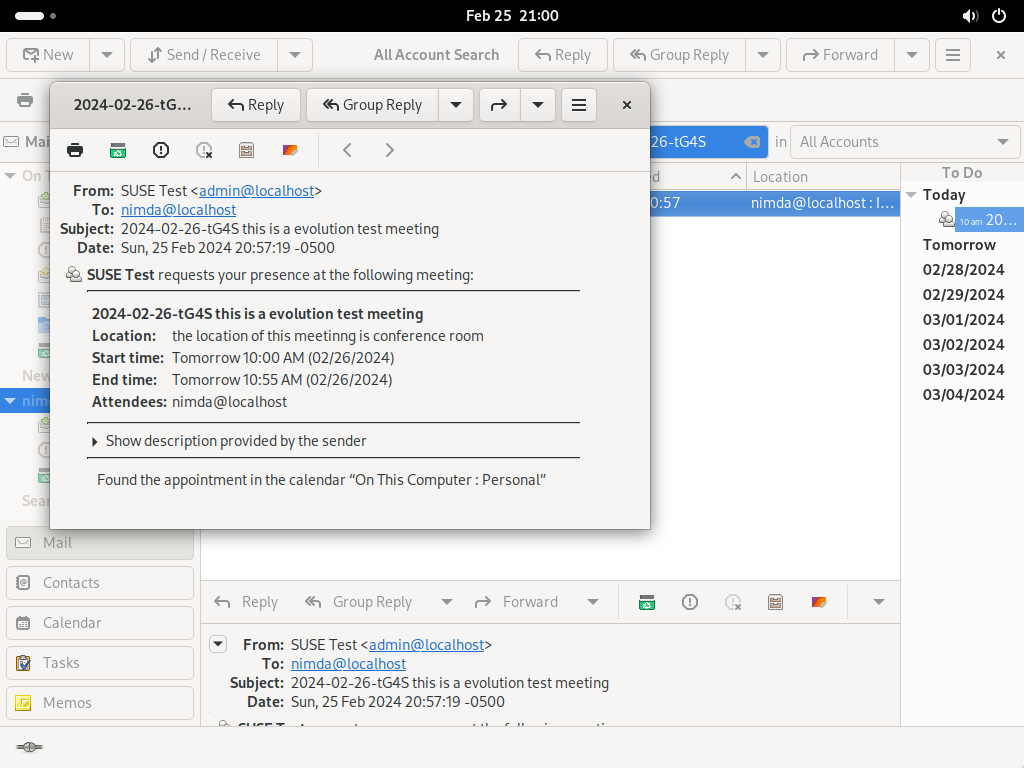 Feb 25 21:00
New
Send / Receive
All Account Search
Reply
Group Reply
Forward
2024-02-26-tG…
Reply
Group Reply
Mai
26-tG4S
in
All Accounts
Location
To Do
0:57
nimda@localhost : I…
Today
10 am 20…
Tomorrow
02/28/2024
02/29/2024
03/01/2024
03/02/2024
03/03/2024
03/04/2024
On T
New
nim
Sear
From: SUSE Test <admin@localhost>
To: nimda@localhost
Subject: 2024-02-26-tG4S this is a evolution test meeting
Date: Sun, 25 Feb 2024 20:57:19 -0500
SUSE Test requests your presence at the following meeting:
2024-02-26-tG4S this is a evolution test meeting
Location: the location of this meetinng is conference room
Start time: Tomorrow 10:00 AM (02/26/2024)
End time: Tomorrow 10:55 AM (02/26/2024)
Attendees: nimda@localhost
Show description provided by the sender
Found the appointment in the calendar “On This Computer : Personal”
Mail
Contacts
Calendar
Tasks
Memos
Reply
Group Reply
Forward
From: SUSE Test <admin@localhost>
To: nimda@localhost
Subject: 2024-02-26-tG4S this is a evolution test meeting
Date: Sun, 25 Feb 2024 20:57:19 -0500